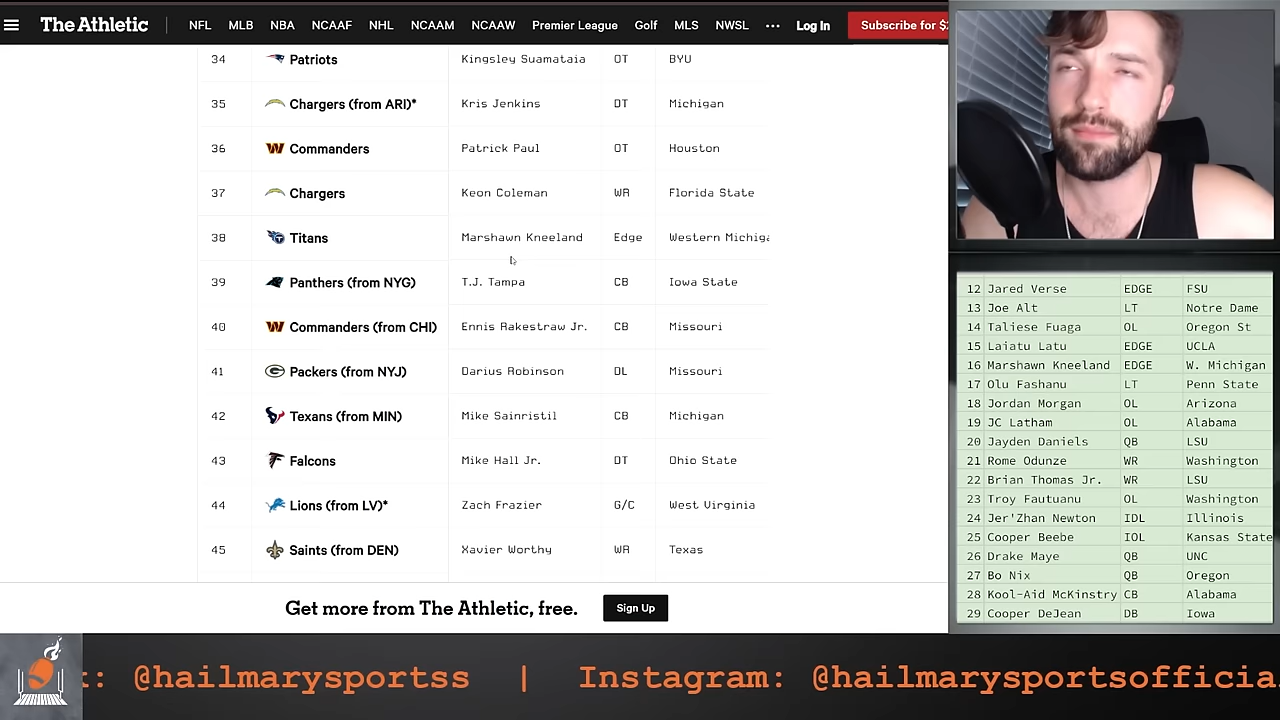 The Athletic NFL MLB NBA NCAAF NHL NCAAM NCAAW Premier League Golf MLS NWSL ••• Log In Subscribe for $2
34 Patriots Kingsley Suamataia OT BYU
35 Chargers (from ARI)* Kris Jenkins DT Michigan
36 Commanders Patrick Paul OT Houston
37 Chargers Keon Coleman WR Florida State
38 Titans Marshawn Kneeland Edge Western Michiga
39 Panthers (from NYG) T.J. Tampa CB Iowa State
40 Commanders (from CHI) Ennis Rakestraw Jr. CB Missouri
41 Packers (from NYJ) Darius Robinson DL Missouri
42 Texans (from MIN) Mike Sainristil CB Michigan
43 Falcons Mike Hall Jr. DT Ohio State
44 Lions (from LV)* Zach Frazier G/C West Virginia
45 Saints (from DEN) Xavier Worthy WR Texas
Get more from The Athletic, free. Sign Up
12 Jared Verse EDGE FSU
13 Joe Alt LT Notre Dame
14 Taliese Fuaga OL Oregon St
15 Laiatu Latu EDGE UCLA
16 Marshawn Kneeland EDGE W. Michigan
17 Olu Fashanu LT Penn State
18 Jordan Morgan OL Arizona
19 JC Latham OL Alabama
20 Jayden Daniels QB LSU
21 Rome Odunze WR Washington
22 Brian Thomas Jr. WR LSU
23 Troy Fautuanu OL Washington
24 Jer'Zhan Newton IDL Illinois
25 Cooper Beebe IOL Kansas State
26 Drake Maye QB UNC
27 Bo Nix QB Oregon
28 Kool-Aid McKinstry CB Alabama
29 Cooper DeJean DB Iowa
: @hailmarysportss | Instagram: @hailmarysportsofficia